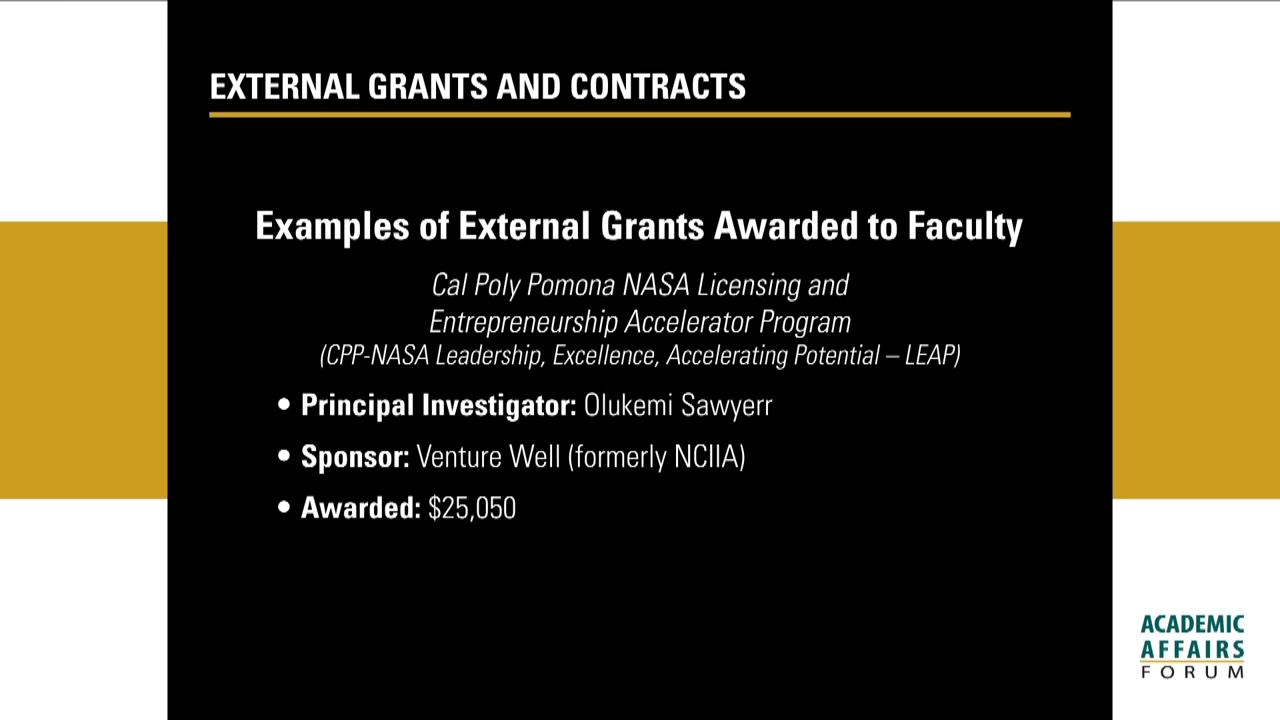 EXTERNAL GRANTS AND CONTRACTS
Examples of External Grants Awarded to Faculty
Cal Poly Pomona NASA Licensing and
Entrepreneurship Accelerator Program
(CPP-NASA Leadership, Excellence, Accelerating Potential – LEAP)
• Principal Investigator: Olukemi Sawyerr
• Sponsor: Venture Well (formerly NCIIA)
• Awarded: $25,050
ACADEMIC
AFFAIRS
FORUM